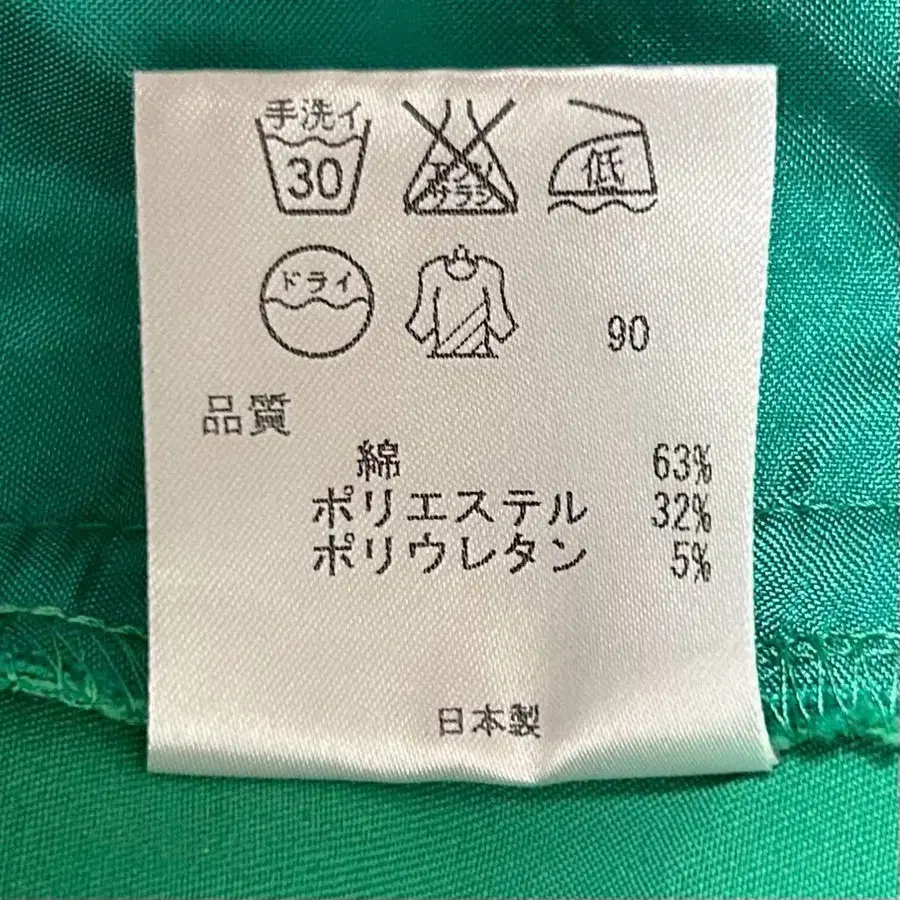 手洗イ
30
エンソ
サラシ
低
ドライ
90
品質
綿 63%
ポリエステル 32%
ポリウレタン 5%
日本製